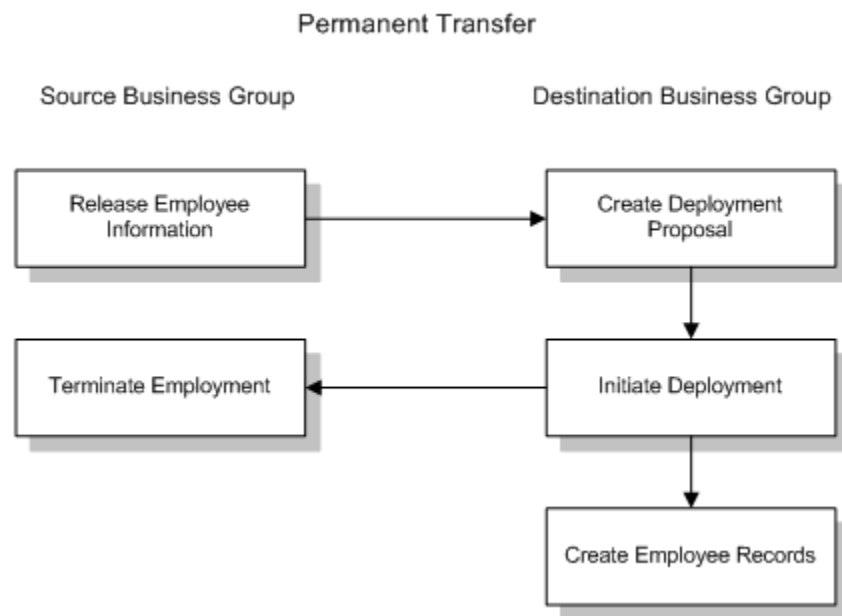 Permanent Transfer
Source Business Group
Destination Business Group
Release Employee
Information
Create Deployment
Proposal
Terminate Employment
Initiate Deployment
Create Employee Records